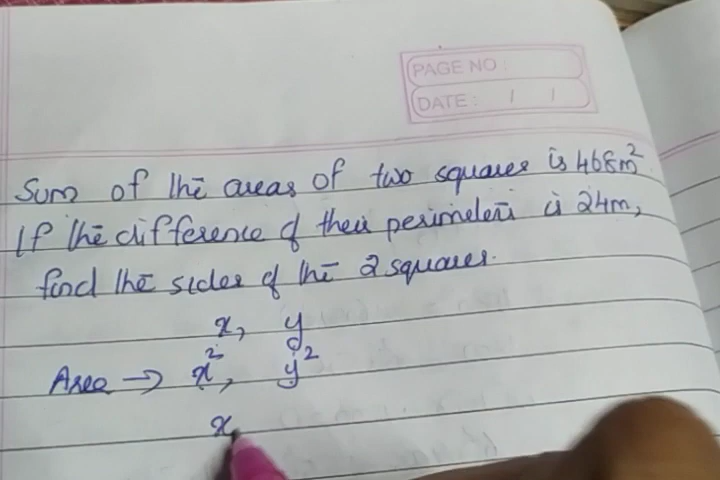 PAGE NO :
DATE : / /
Sum of the areas of two squares is 468m²
If the difference of their perimeters is 24m,
find the sides of the 2 squares.
x, y
Area → x², y²
x